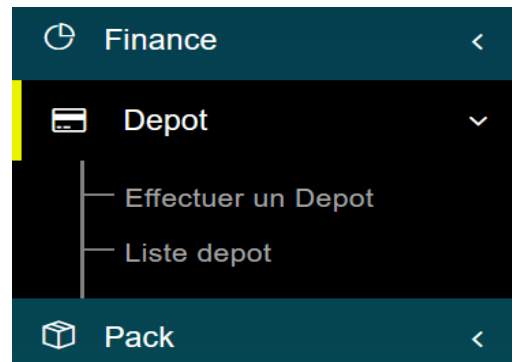 Finance
Depot
Effectuer un Depot
Liste depot
Pack